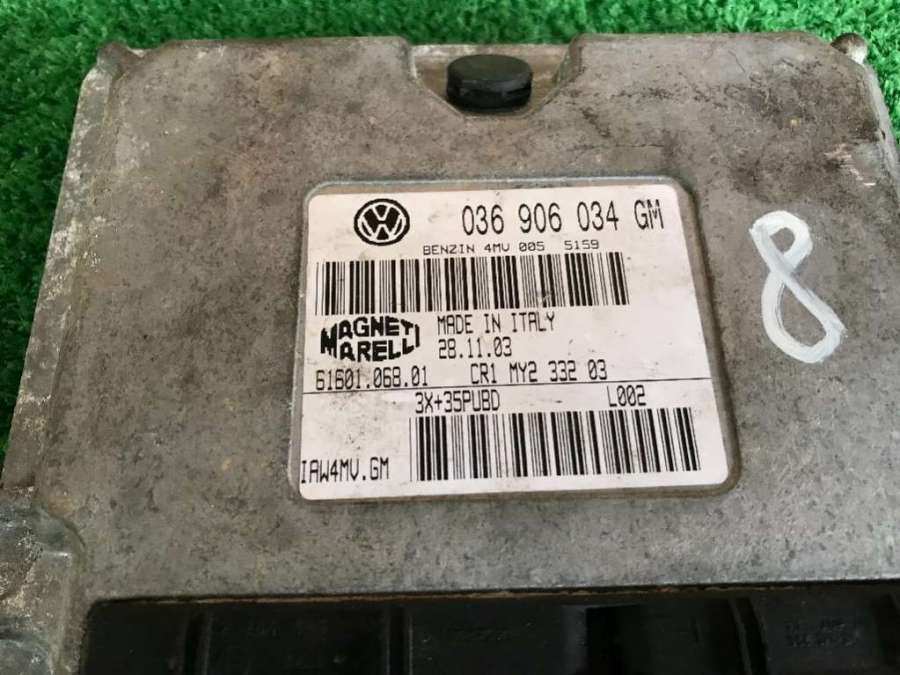 VW 036 906 034 GM
BENZIN 4MV 005 5159
MAGNETI MARELLI
MADE IN ITALY
28.11.03
61601.068.01 CR1 MY2 332 03
3X+35PUBD L002
IAW4MV.GM
8